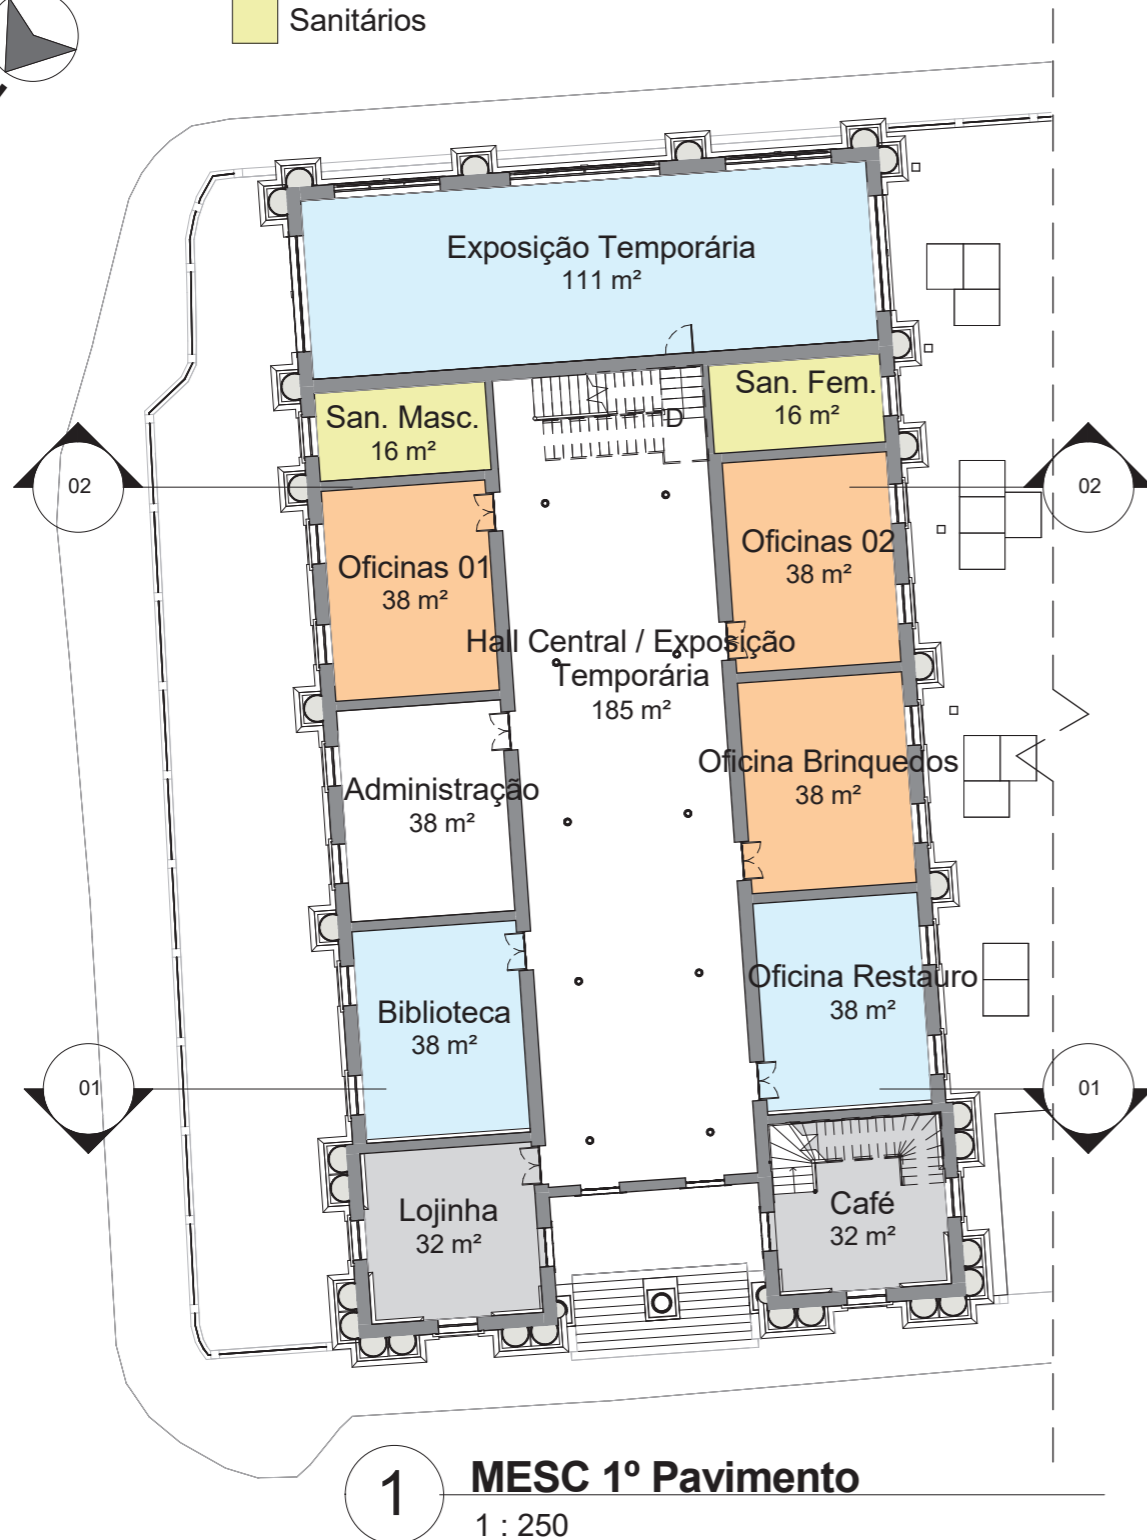 Sanitários
Exposição Temporária
111 m²
San. Masc.
16 m²
San. Fem.
16 m²
D
02
02
Oficinas 01
38 m²
Oficinas 02
38 m²
Hall Central / Exposição
Temporária
185 m²
Administração
38 m²
Oficina Brinquedos
38 m²
Biblioteca
38 m²
Oficina Restauro
38 m²
01
01
Lojinha
32 m²
Café
32 m²
1
MESC 1º Pavimento
1 : 250